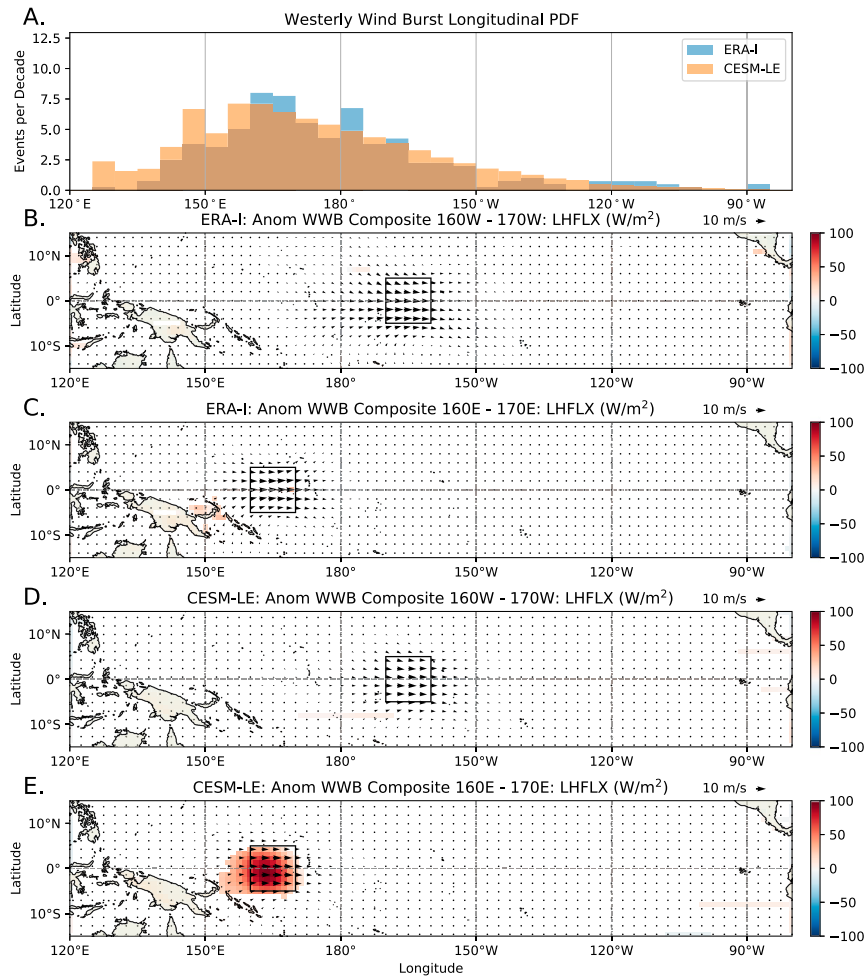 A.
Westerly Wind Burst Longitudinal PDF
12.5
10.0
7.5
5.0
2.5
0.0
Events per Decade
ERA-I
CESM-LE
120°E 150°E 180° 150°W 120°W 90°W
B.
ERA-I: Anom WWB Composite 160W - 170W: LHFLX (W/m²)
10 m/s
10°N
0°
10°S
Latitude
120°E 150°E 180° 150°W 120°W 90°W
100
50
0
−50
−100
C.
ERA-I: Anom WWB Composite 160E - 170E: LHFLX (W/m²)
10 m/s
10°N
0°
10°S
Latitude
120°E 150°E 180° 150°W 120°W 90°W
100
50
0
−50
−100
D.
CESM-LE: Anom WWB Composite 160W - 170W: LHFLX (W/m²)
10 m/s
10°N
0°
10°S
Latitude
120°E 150°E 180° 150°W 120°W 90°W
100
50
0
−50
−100
E.
CESM-LE: Anom WWB Composite 160E - 170E: LHFLX (W/m²)
10 m/s
10°N
0°
10°S
Latitude
120°E 150°E 180° 150°W 120°W 90°W
Longitude
100
50
0
−50
−100